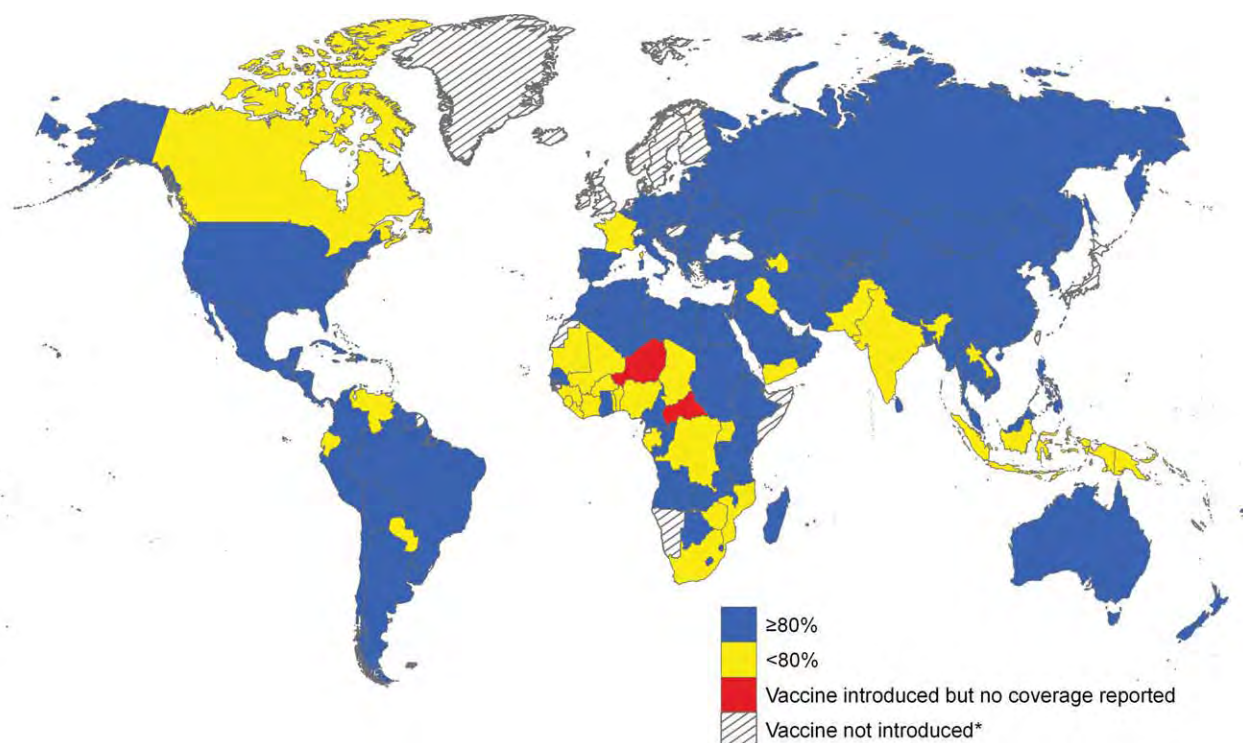 ≥80%
<80%
Vaccine introduced but no coverage reported
Vaccine not introduced*